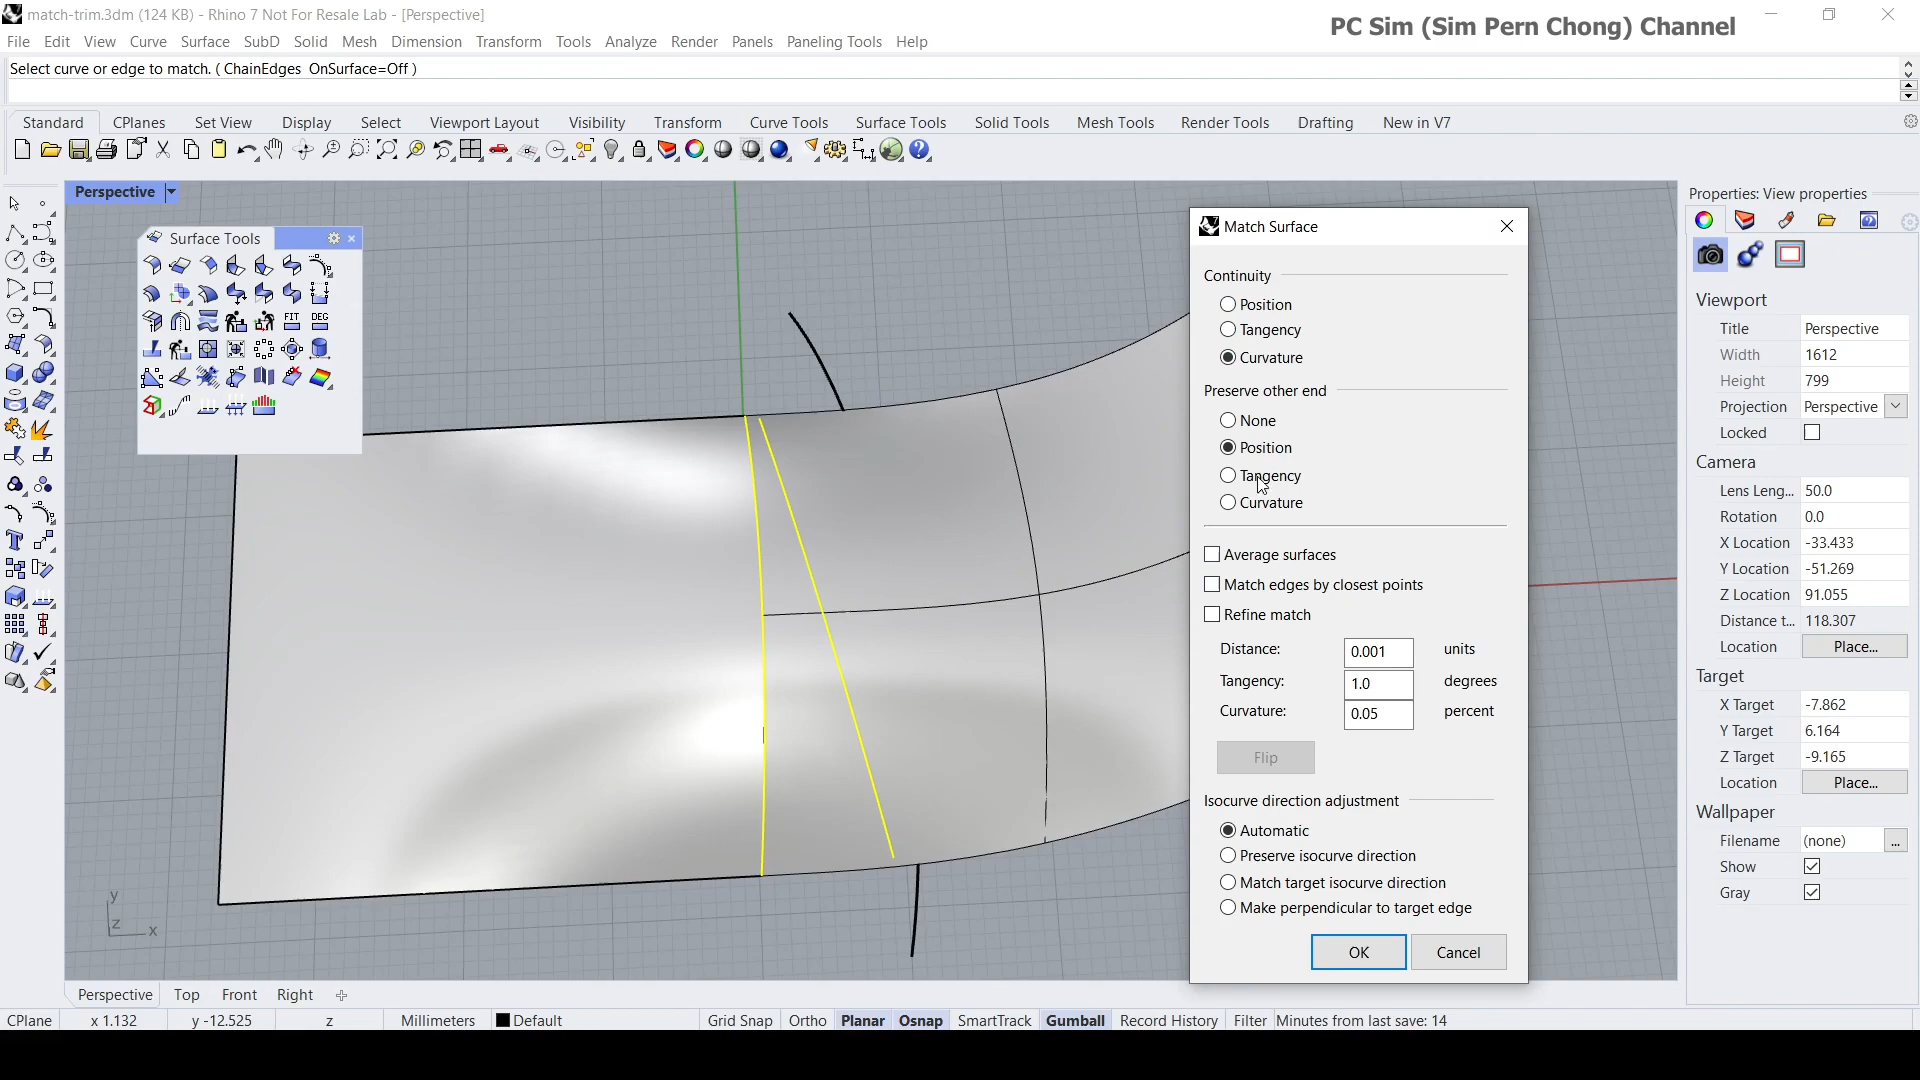 match-trim.3dm (124 KB) - Rhino 7 Not For Resale Lab - [Perspective]
PC Sim (Sim Pern Chong) Channel
File Edit View Curve Surface SubD Solid Mesh Dimension Transform Tools Analyze Render Panels Paneling Tools Help
Select curve or edge to match. ( ChainEdges OnSurface=Off )
Standard CPlanes Set View Display Select Viewport Layout Visibility Transform Curve Tools Surface Tools Solid Tools Mesh Tools Render Tools Drafting New in V7
Perspective
Surface Tools
FIT DEG
y
z x
Match Surface
Continuity
Position
Tangency
Curvature
Preserve other end
None
Position
Tangency
Curvature
Average surfaces
Match edges by closest points
Refine match
Distance: 0.001 units
Tangency: 1.0 degrees
Curvature: 0.05 percent
Flip
Isocurve direction adjustment
Automatic
Preserve isocurve direction
Match target isocurve direction
Make perpendicular to target edge
OK Cancel
Properties: View properties
Viewport
Title Perspective
Width 1612
Height 799
Projection Perspective
Locked
Camera
Lens Leng... 50.0
Rotation 0.0
X Location -33.433
Y Location -51.269
Z Location 91.055
Distance t... 118.307
Location Place...
Target
X Target -7.862
Y Target 6.164
Z Target -9.165
Location Place...
Wallpaper
Filename (none) ...
Show
Gray
Perspective Top Front Right
CPlane x 1.132 y -12.525 z Millimeters Default Grid Snap Ortho Planar Osnap SmartTrack Gumball Record History Filter Minutes from last save: 14